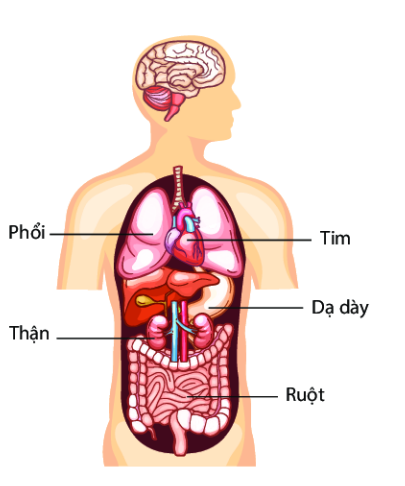 Phổi
Tim
Dạ dày
Thận
Ruột